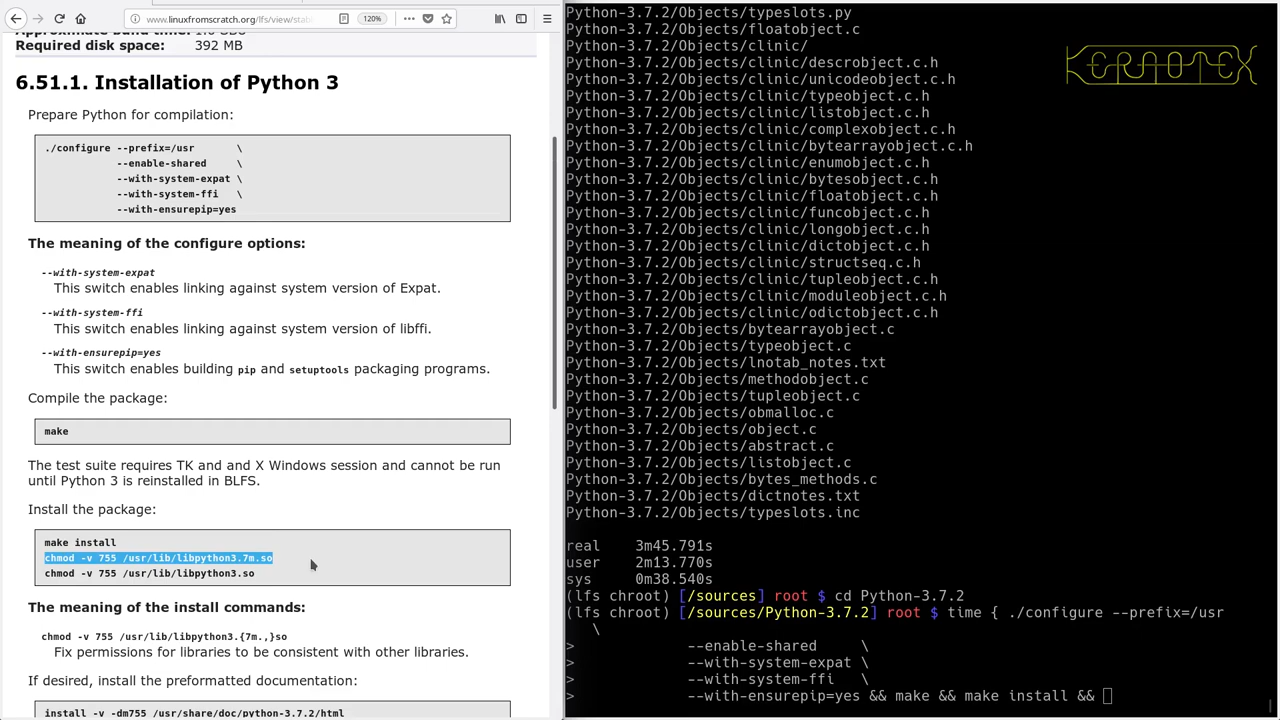 www.linuxfromscratch.org/lfs/view/stab
120%
Required disk space: 392 MB
6.51.1. Installation of Python 3
Prepare Python for compilation:
./configure --prefix=/usr \
--enable-shared \
--with-system-expat \
--with-system-ffi \
--with-ensurepip=yes
The meaning of the configure options:
--with-system-expat
This switch enables linking against system version of Expat.
--with-system-ffi
This switch enables linking against system version of libffi.
--with-ensurepip=yes
This switch enables building pip and setuptools packaging programs.
Compile the package:
make
The test suite requires TK and and X Windows session and cannot be run
until Python 3 is reinstalled in BLFS.
Install the package:
make install
chmod -v 755 /usr/lib/libpython3.7m.so
chmod -v 755 /usr/lib/libpython3.so
The meaning of the install commands:
chmod -v 755 /usr/lib/libpython3.{7m.,}so
Fix permissions for libraries to be consistent with other libraries.
If desired, install the preformatted documentation:
install -v -dm755 /usr/share/doc/python-3.7.2/html
Python-3.7.2/Objects/typeslots.py
Python-3.7.2/Objects/floatobject.c
Python-3.7.2/Objects/clinic/
Python-3.7.2/Objects/clinic/descrobject.c.h
Python-3.7.2/Objects/clinic/unicodeobject.c.h
Python-3.7.2/Objects/clinic/typeobject.c.h
Python-3.7.2/Objects/clinic/listobject.c.h
Python-3.7.2/Objects/clinic/complexobject.c.h
Python-3.7.2/Objects/clinic/bytearrayobject.c.h
Python-3.7.2/Objects/clinic/enumobject.c.h
Python-3.7.2/Objects/clinic/bytesobject.c.h
Python-3.7.2/Objects/clinic/floatobject.c.h
Python-3.7.2/Objects/clinic/funcobject.c.h
Python-3.7.2/Objects/clinic/longobject.c.h
Python-3.7.2/Objects/clinic/dictobject.c.h
Python-3.7.2/Objects/clinic/structseq.c.h
Python-3.7.2/Objects/clinic/tupleobject.c.h
Python-3.7.2/Objects/clinic/moduleobject.c.h
Python-3.7.2/Objects/clinic/odictobject.c.h
Python-3.7.2/Objects/bytearrayobject.c
Python-3.7.2/Objects/typeobject.c
Python-3.7.2/Objects/lnotab_notes.txt
Python-3.7.2/Objects/methodobject.c
Python-3.7.2/Objects/tupleobject.c
Python-3.7.2/Objects/obmalloc.c
Python-3.7.2/Objects/object.c
Python-3.7.2/Objects/abstract.c
Python-3.7.2/Objects/listobject.c
Python-3.7.2/Objects/bytes_methods.c
Python-3.7.2/Objects/dictnotes.txt
Python-3.7.2/Objects/typeslots.inc
real 3m45.791s
user 2m13.770s
sys 0m38.540s
(lfs chroot) [/sources] root $ cd Python-3.7.2
(lfs chroot) [/sources/Python-3.7.2] root $ time { ./configure --prefix=/usr
\
> --enable-shared \
> --with-system-expat \
> --with-system-ffi \
> --with-ensurepip=yes && make && make install &&
KERAOTEX